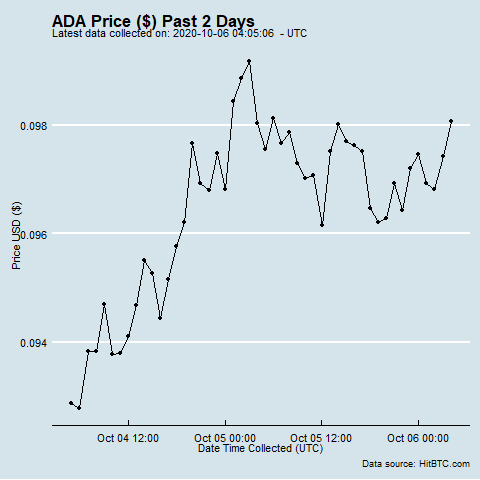 ADA Price ($) Past 2 Days
Latest data collected on: 2020-10-06 04:05:06 - UTC
0.098
0.096
0.094
Price USD ($)
Oct 04 12:00 Oct 05 00:00 Oct 05 12:00 Oct 06 00:00
Date Time Collected (UTC)
Data source: HitBTC.com